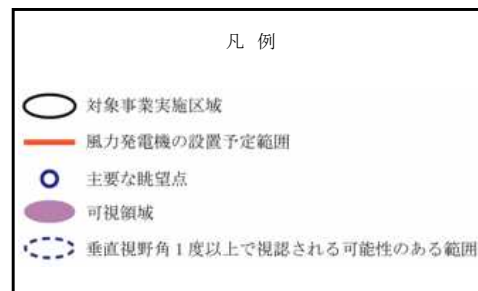 凡 例
対象事業実施区域
風力発電機の設置予定範囲
主要な眺望点
可視領域
垂直視野角１度以上で視認される可能性のある範囲